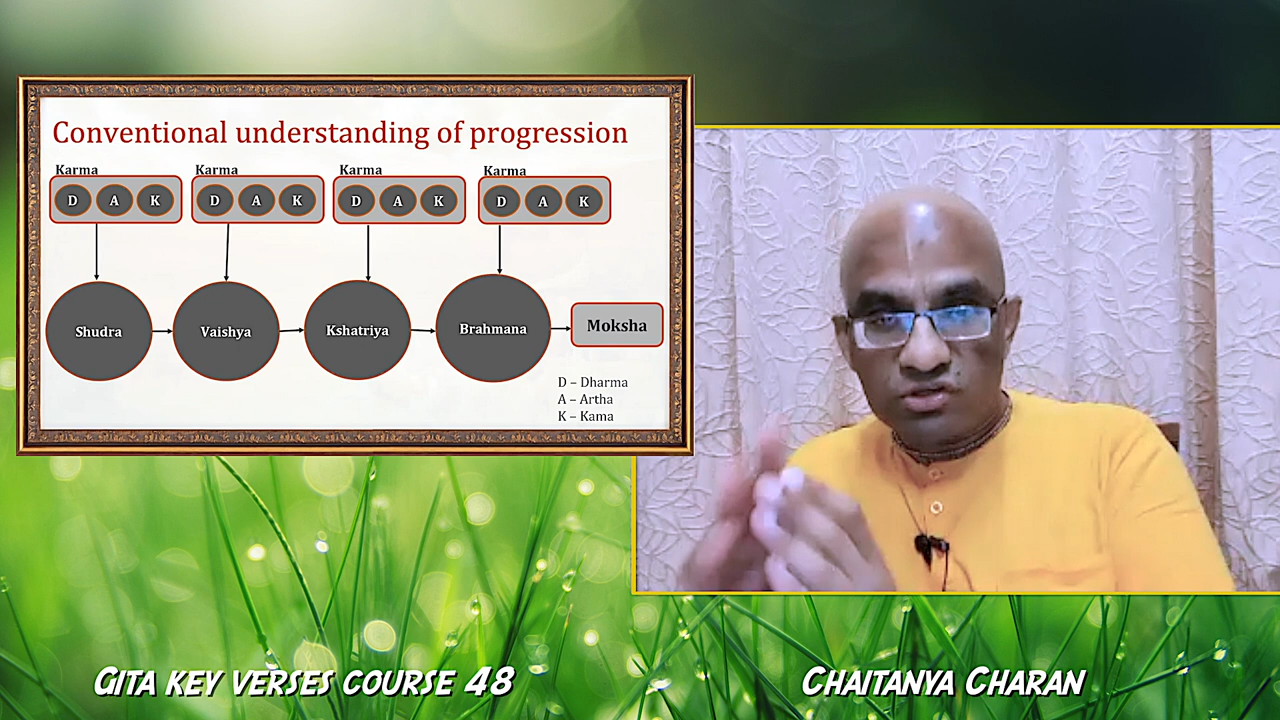 Conventional understanding of progression
Karma Karma Karma Karma
D A K D A K D A K D A K
Shudra Vaishya Kshatriya Brahmana Moksha
D – Dharma
A – Artha
K – Kama
GITA KEY VERSES COURSE 48
CHAITANYA CHARAN